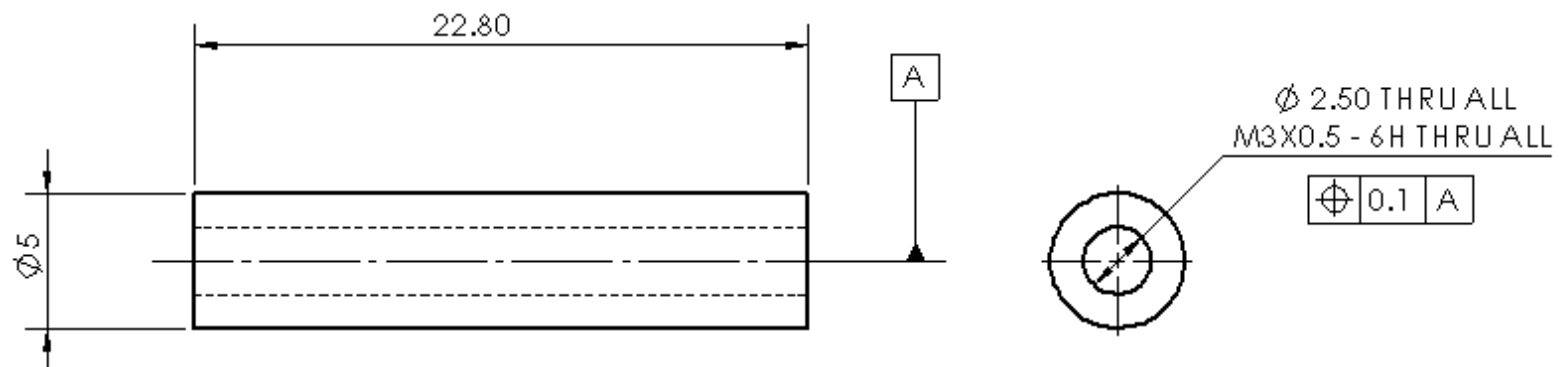 22.80
A
Ø 2.50 THRU ALL
M3X0.5 - 6H THRU ALL
⌖ 0.1 A
Ø5